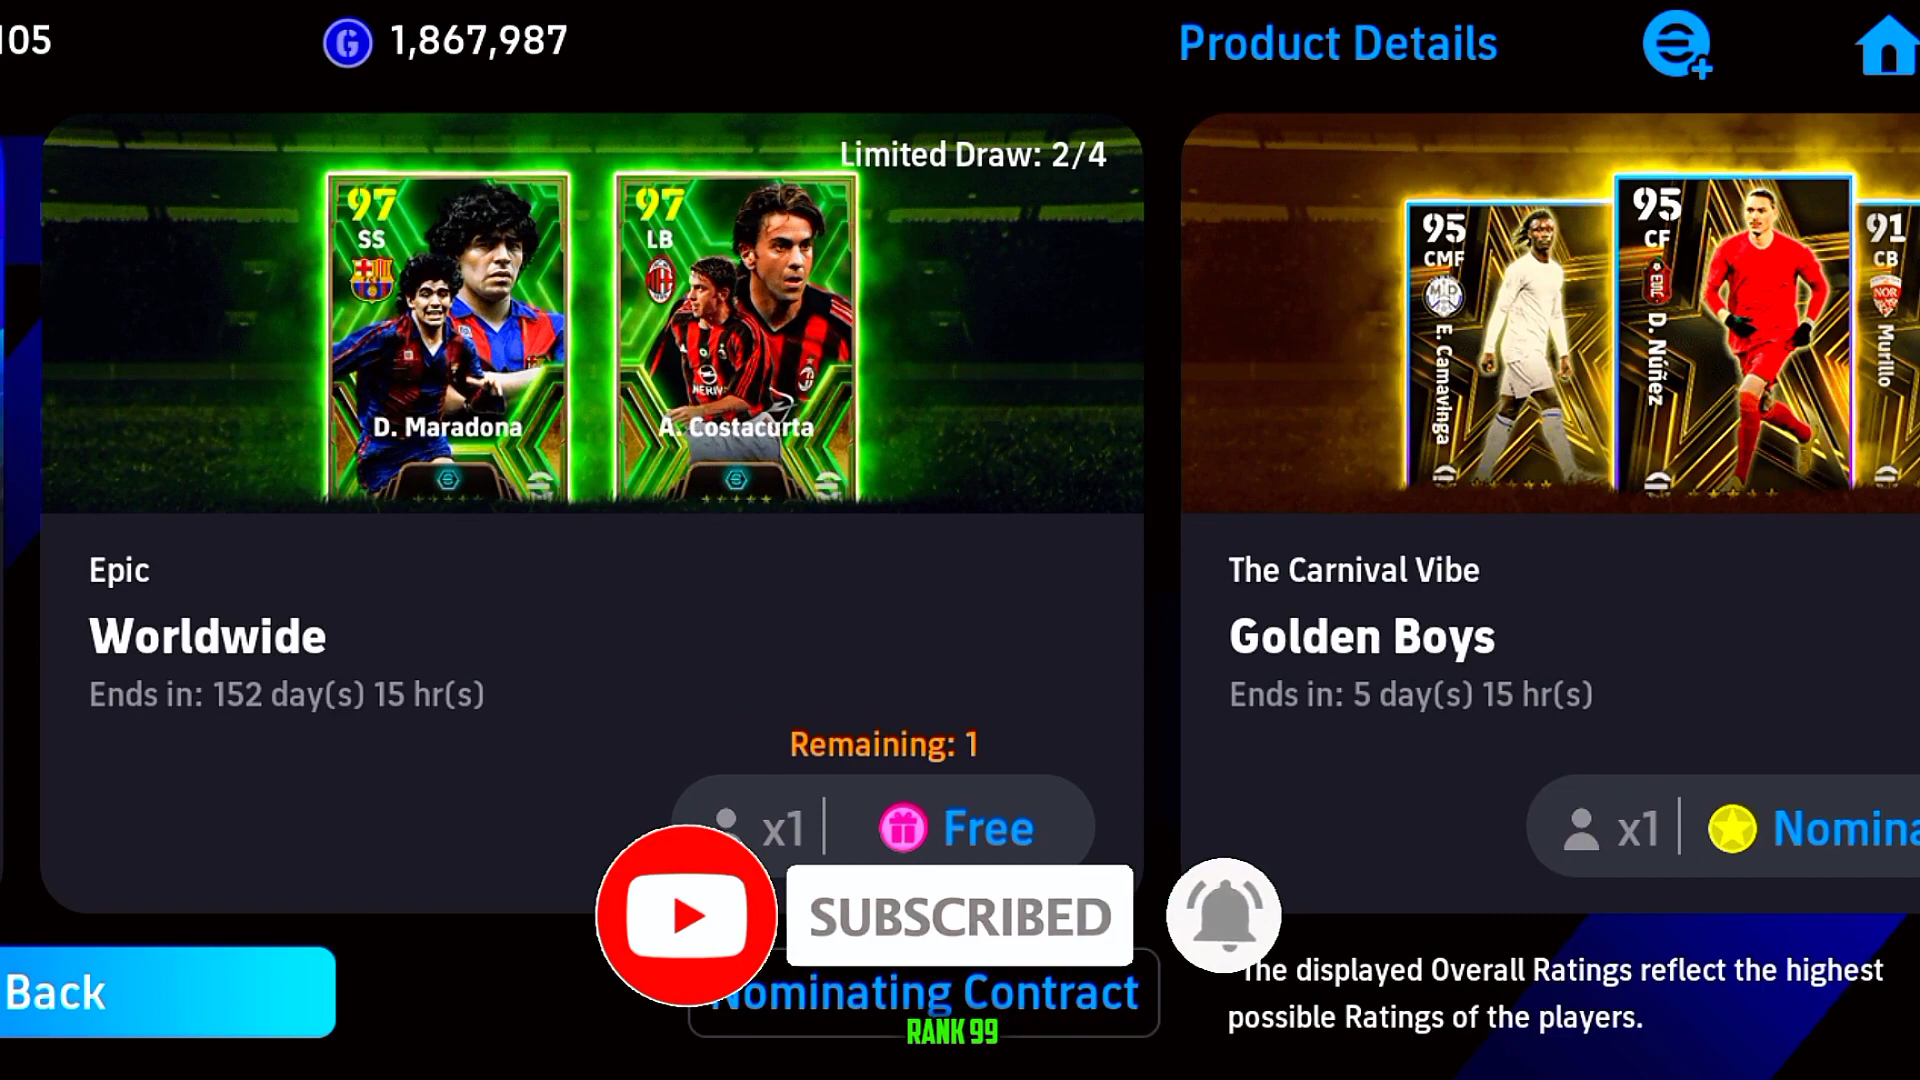 105
1,867,987
Product Details
Limited Draw: 2/4
97
SS
D. Maradona
97
LB
A. Costacurta
95
CMF
E. Camavinga
95
CF
D. Núñez
91
CB
NOR
Murillo
Epic
Worldwide
Ends in: 152 day(s) 15 hr(s)
Remaining: 1
x1
Free
The Carnival Vibe
Golden Boys
Ends in: 5 day(s) 15 hr(s)
x1
Nomina
SUBSCRIBED
Back
Nominating Contract
RANK 99
The displayed Overall Ratings reflect the highest
possible Ratings of the players.